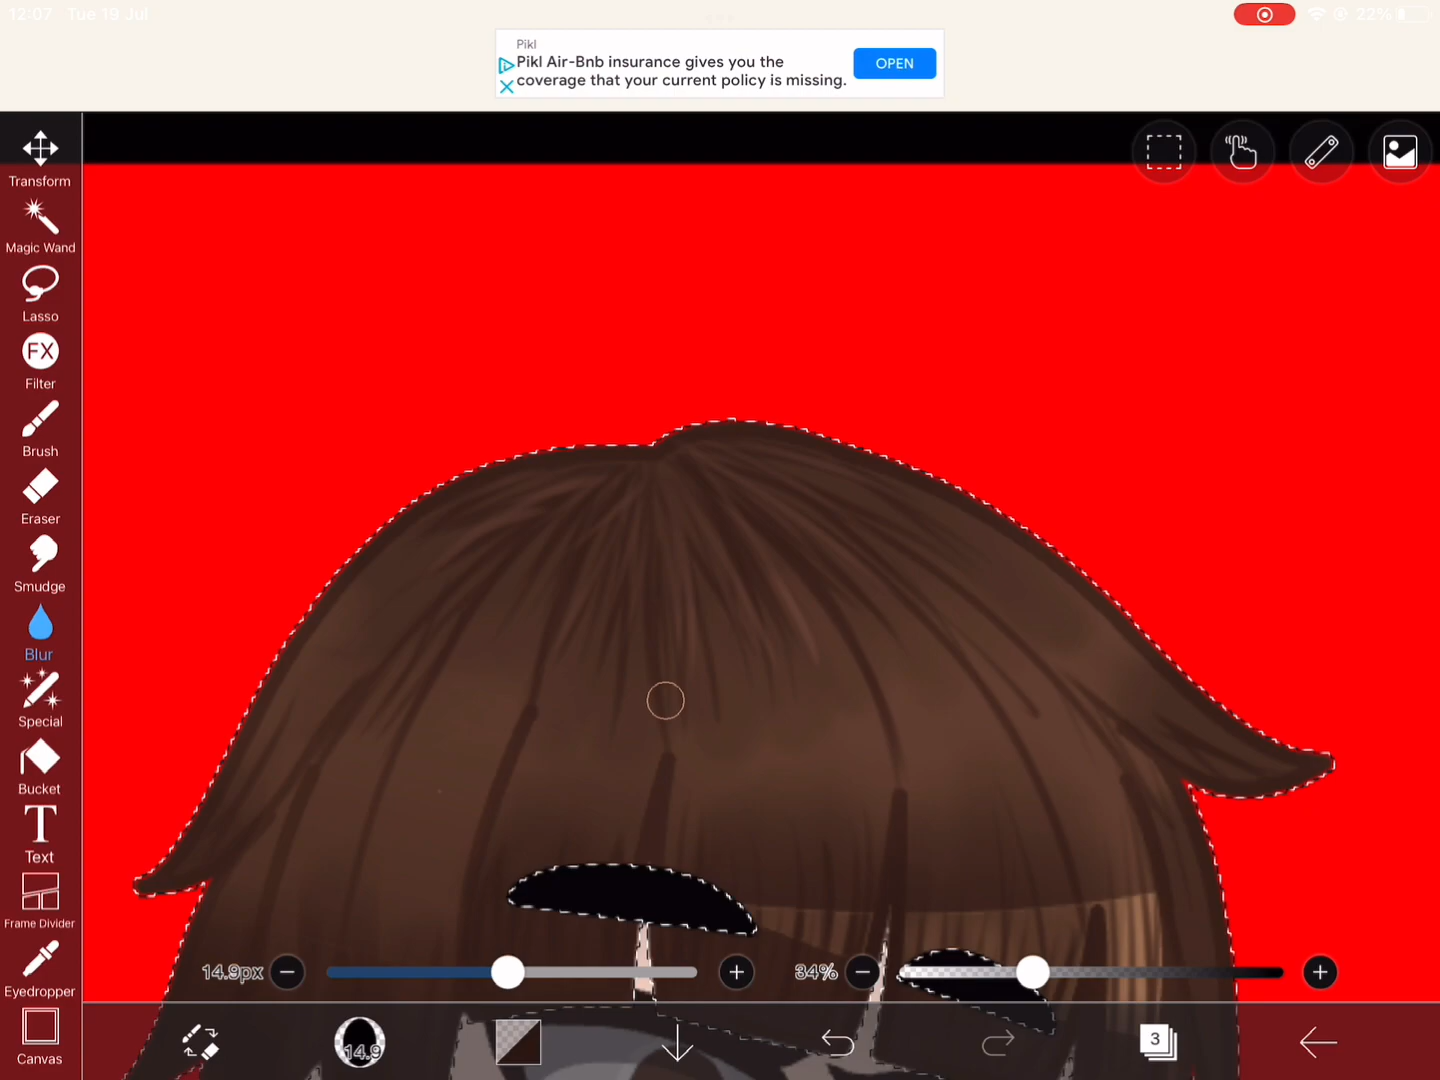 12:07 Tue 19 Jul
22%
Pikl
Pikl Air-Bnb insurance gives you the
coverage that your current policy is missing.
OPEN
Transform
Magic Wand
Lasso
FX
Filter
Brush
Eraser
Smudge
Blur
Special
Bucket
T
Text
Frame Divider
Eyedropper
Canvas
14.9px
34%
14.9
3